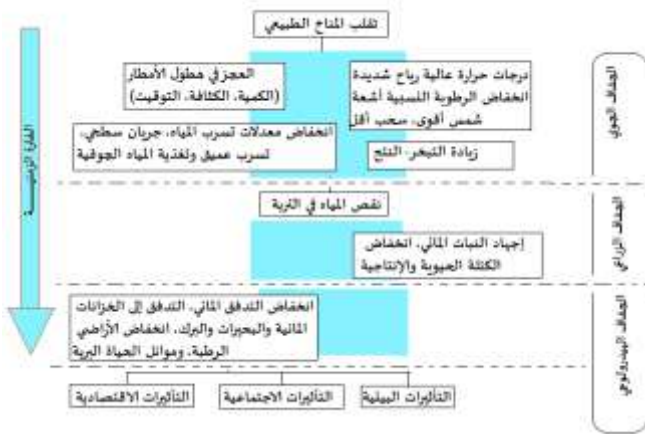 تقلب المناخ الطبيعي
العجز في هطول الأمطار
(الكمية، الكثافة، التوقيت)
درجات حرارة عالية رياح شديدة
انخفاض الرطوبة النسبية أشعة
شمس أقوى، سحب أقل
انخفاض معدلات تسرب المياه، جريان سطحي،
تسرب عميق وتغذية المياه الجوفية
زيادة التبخر- النتح
الجفاف الجوي
نقص المياه في التربة
إجهاد النبات المائي، انخفاض
الكتلة الحيوية والإنتاجية
الجفاف الزراعي
انخفاض التدفق المائي، التدفق إلى الخزانات
المائية والبحيرات والبرك، انخفاض الأراضي
الرطبة، وموائل الحياة البرية
الجفاف الهيدرولوجي
التأثيرات البيئية
التأثيرات الاجتماعية
التأثيرات الاقتصادية
الفترة الزمنيـــــة